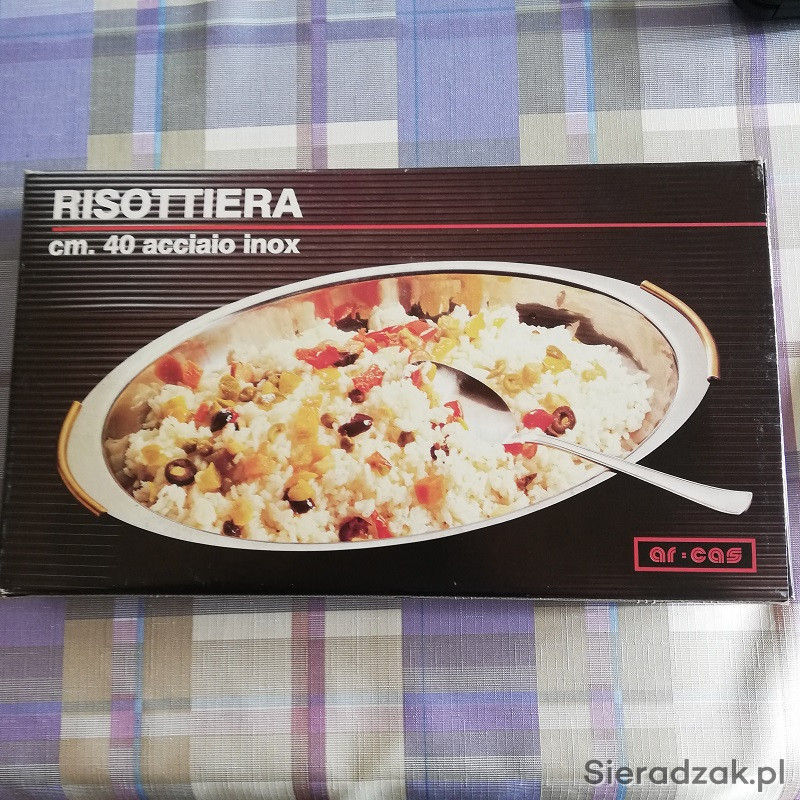 RISOTTIERA
cm. 40 acciaio inox
ar:cas
Sieradzak.pl